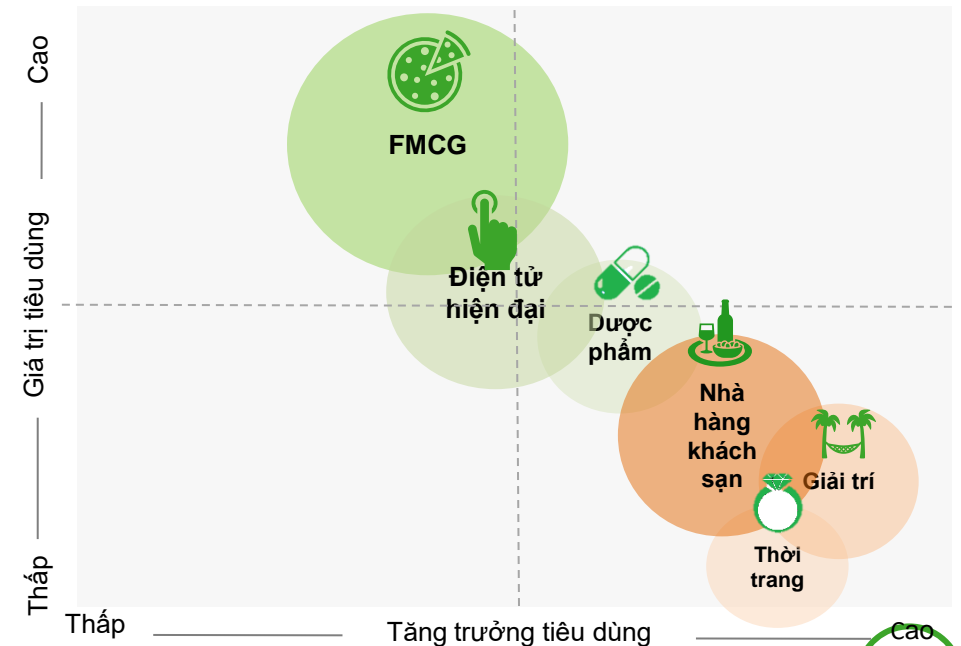 Cao
Giá trị tiêu dùng
Thấp
FMCG
Điện tử
hiện đại
Dược
phẩm
Nhà
hàng
khách
sạn
Giải trí
Thời
trang
Thấp
Tăng trưởng tiêu dùng
Cao